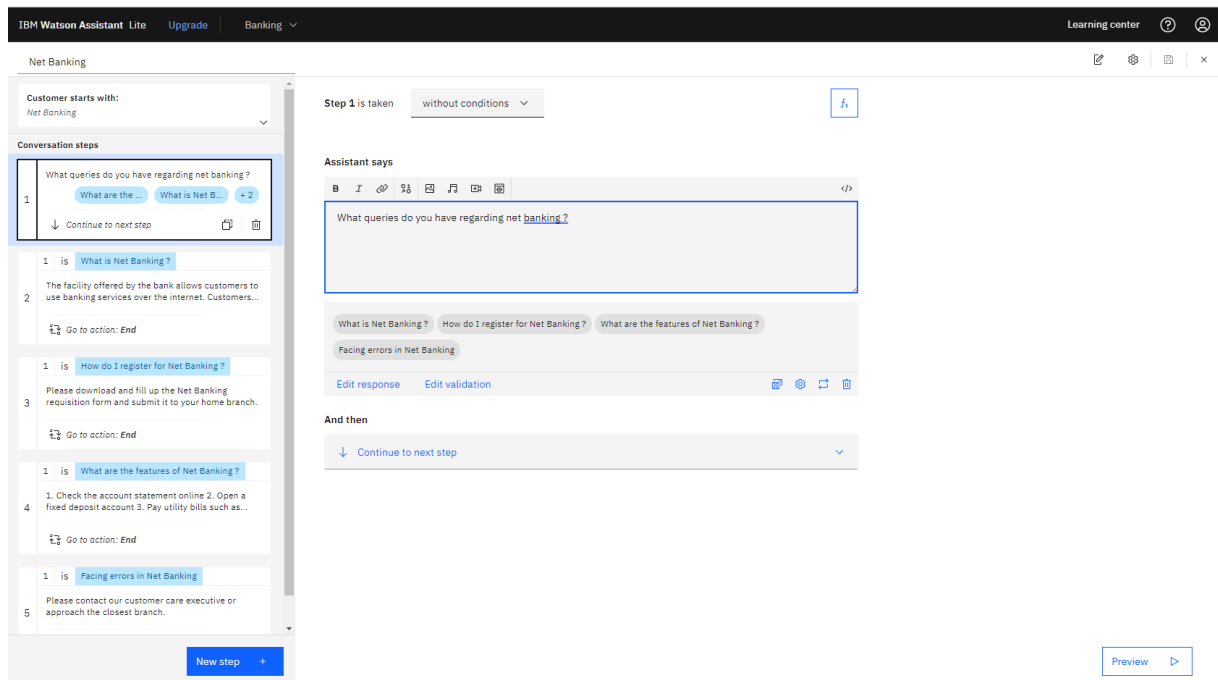 IBM Watson Assistant Lite Upgrade Banking Learning center
Net Banking
Customer starts with:
Net Banking
Conversation steps
1
What queries do you have regarding net banking ?
What are the ... What is Net B... + 2
Continue to next step
2
1 is What is Net Banking ?
The facility offered by the bank allows customers to
use banking services over the internet. Customers...
Go to action: End
3
1 is How do I register for Net Banking ?
Please download and fill up the Net Banking
requisition form and submit it to your home branch.
Go to action: End
4
1 is What are the features of Net Banking ?
1. Check the account statement online 2. Open a
fixed deposit account 3. Pay utility bills such as...
Go to action: End
5
1 is Facing errors in Net Banking
Please contact our customer care executive or
approach the closest branch.
New step +
Step 1 is taken without conditions
fx
Assistant says
B I </>
What queries do you have regarding net banking ?
What is Net Banking ? How do I register for Net Banking ? What are the features of Net Banking ?
Facing errors in Net Banking
Edit response Edit validation
And then
Continue to next step
Preview